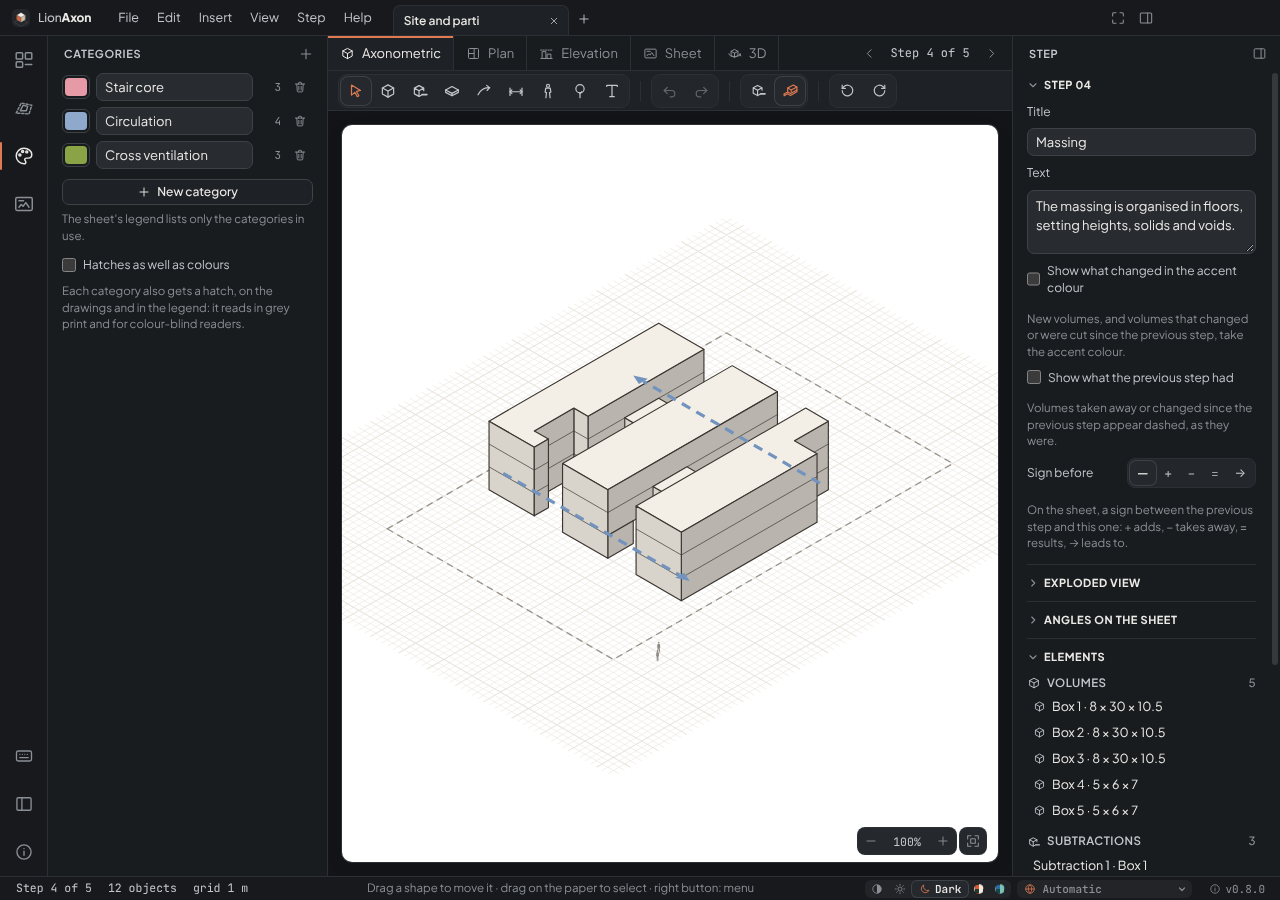 LionAxon File Edit Insert View Step Help Site and parti
CATEGORIES
Stair core 3
Circulation 4
Cross ventilation 3
New category
The sheet's legend lists only the categories in
use.
Hatches as well as colours
Each category also gets a hatch, on the
drawings and in the legend: it reads in grey
print and for colour-blind readers.
Axonometric Plan Elevation Sheet 3D Step 4 of 5
100%
STEP
STEP 04
Title
Massing
Text
The massing is organised in floors,
setting heights, solids and voids.
Show what changed in the accent
colour
New volumes, and volumes that changed
or were cut since the previous step, take
the accent colour.
Show what the previous step had
Volumes taken away or changed since the
previous step appear dashed, as they
were.
Sign before — + − = →
On the sheet, a sign between the previous
step and this one: + adds, − takes away, =
results, → leads to.
EXPLODED VIEW
ANGLES ON THE SHEET
ELEMENTS
VOLUMES 5
Box 1 · 8 × 30 × 10.5
Box 2 · 8 × 30 × 10.5
Box 3 · 8 × 30 × 10.5
Box 4 · 5 × 6 × 7
Box 5 · 5 × 6 × 7
SUBTRACTIONS 3
Subtraction 1 · Box 1
Step 4 of 5 12 objects grid 1 m Drag a shape to move it · drag on the paper to select · right button: menu Dark Automatic v0.8.0